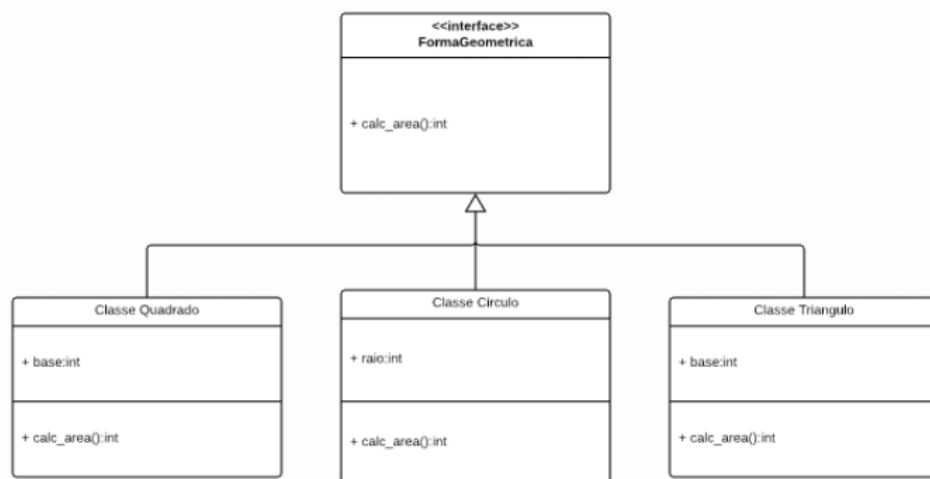 <<interface>>
FormaGeometrica
+ calc_area():int
Classe Quadrado
+ base:int
+ calc_area():int
Classe Circulo
+ raio:int
+ calc_area():int
Classe Triangulo
+ base:int
+ calc_area():int